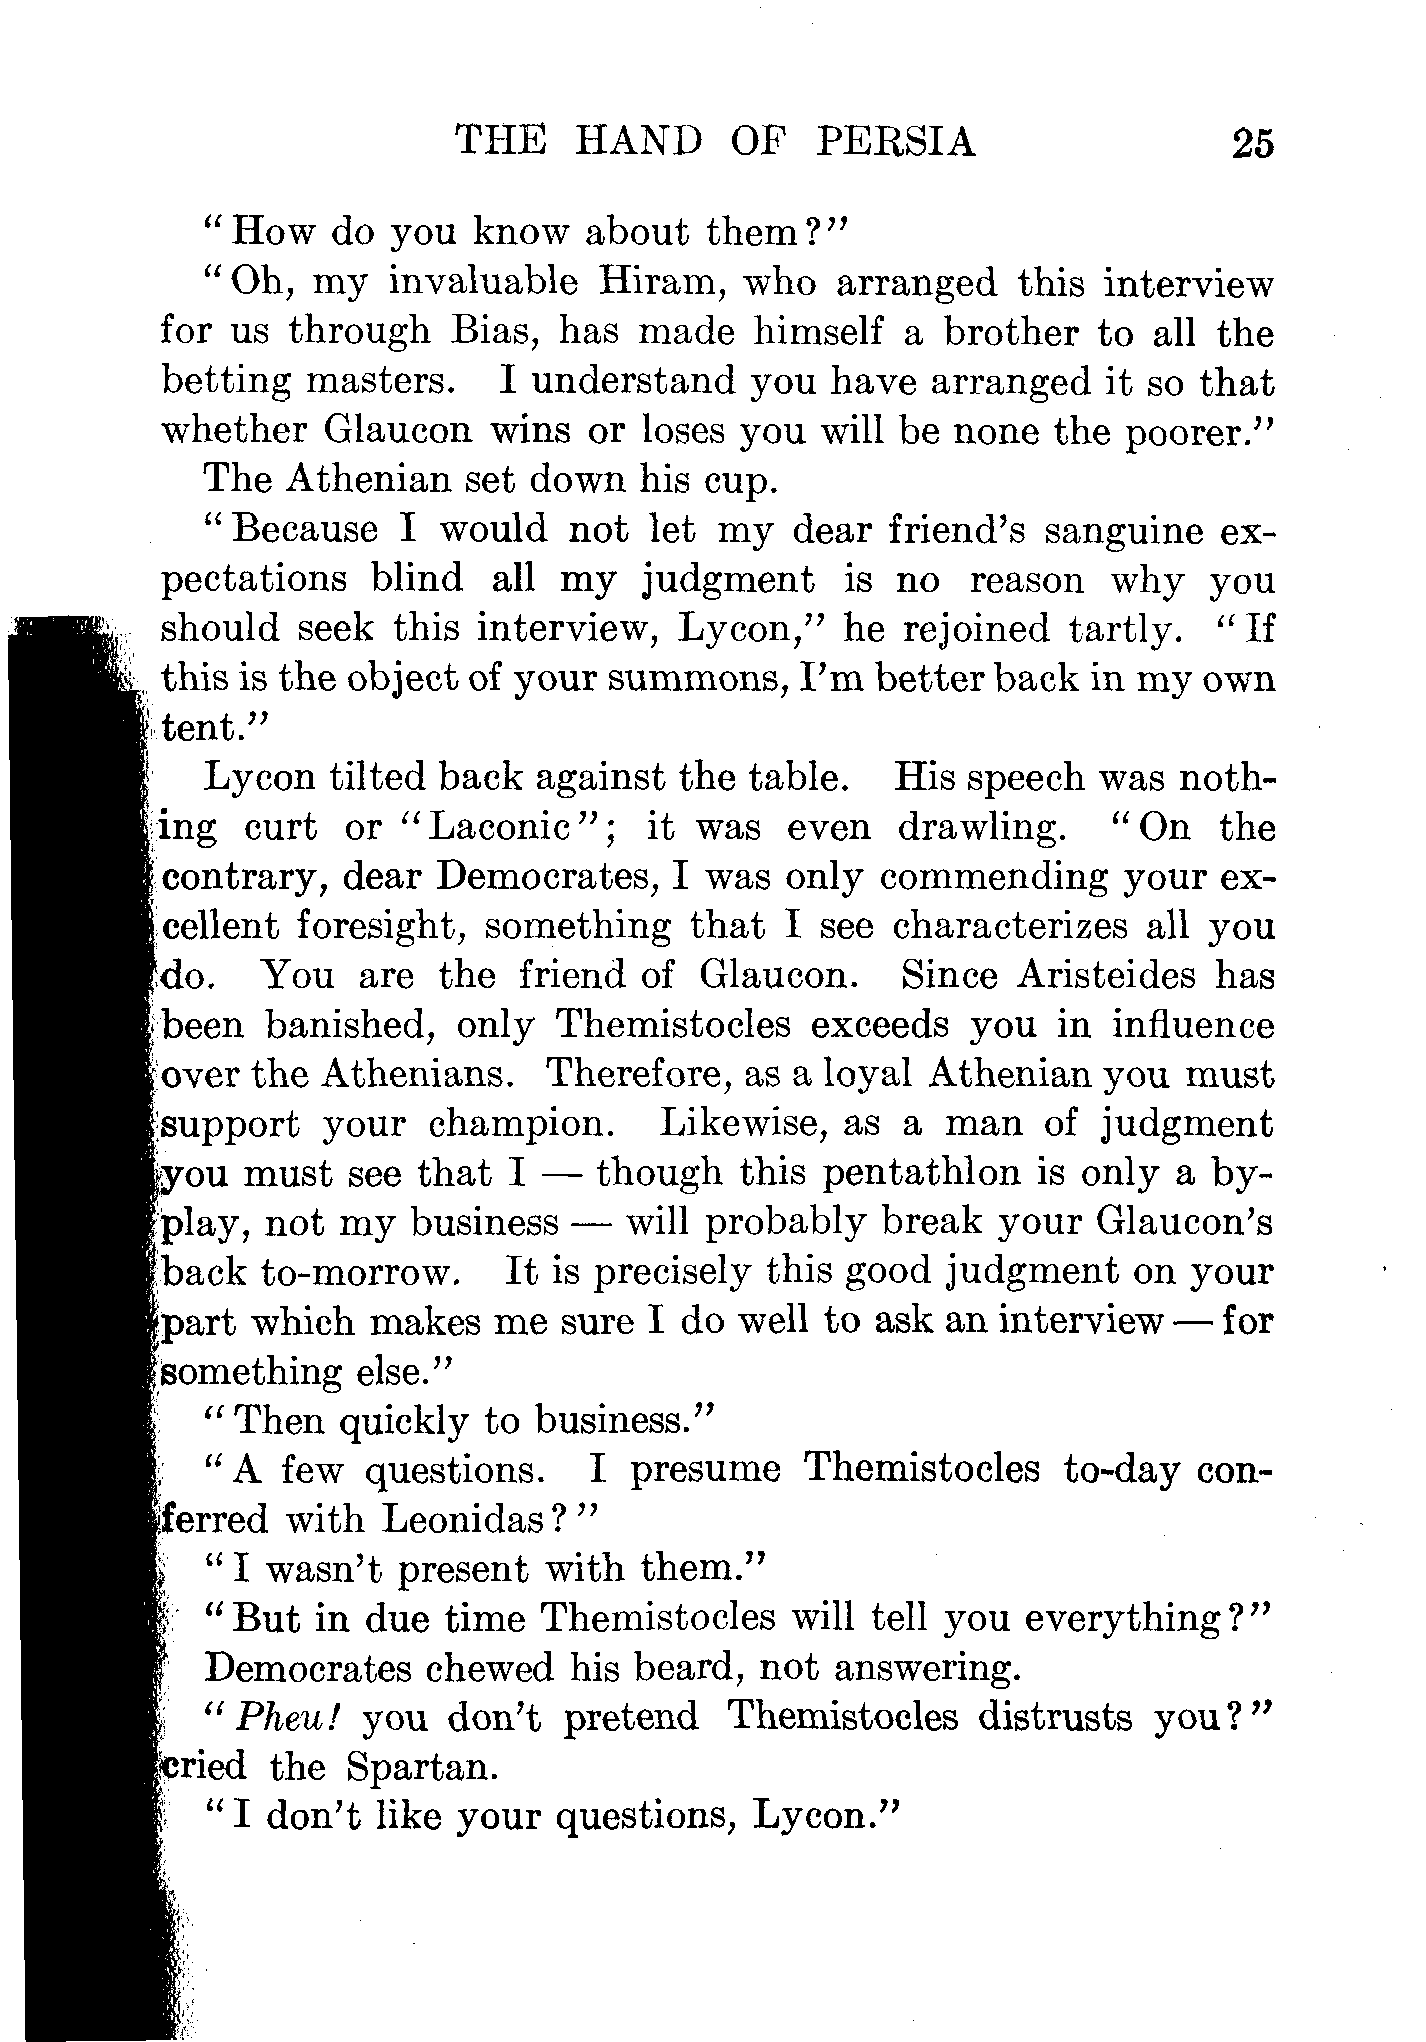 THE HAND OF PERSIA 25
"How do you know about them?"
"Oh, my invaluable Hiram, who arranged this interview
for us through Bias, has made himself a brother to all the
betting masters. I understand you have arranged it so that
whether Glaucon wins or loses you will be none the poorer."
The Athenian set down his cup.
"Because I would not let my dear friend's sanguine ex-
pectations blind all my judgment is no reason why you
should seek this interview, Lycon," he rejoined tartly. "If
this is the object of your summons, I'm better back in my own
tent."
Lycon tilted back against the table. His speech was noth-
ing curt or "Laconic"; it was even drawling. "On the
contrary, dear Democrates, I was only commending your ex-
cellent foresight, something that I see characterizes all you
do. You are the friend of Glaucon. Since Aristeides has
been banished, only Themistocles exceeds you in influence
over the Athenians. Therefore, as a loyal Athenian you must
support your champion. Likewise, as a man of judgment
you must see that I — though this pentathlon is only a by-
play, not my business — will probably break your Glaucon's
back to-morrow. It is precisely this good judgment on your
part which makes me sure I do well to ask an interview — for
something else."
"Then quickly to business."
"A few questions. I presume Themistocles to-day con-
ferred with Leonidas?"
"I wasn't present with them."
"But in due time Themistocles will tell you everything?"
Democrates chewed his beard, not answering.
"Pheu! you don't pretend Themistocles distrusts you?"
cried the Spartan.
"I don't like your questions, Lycon."